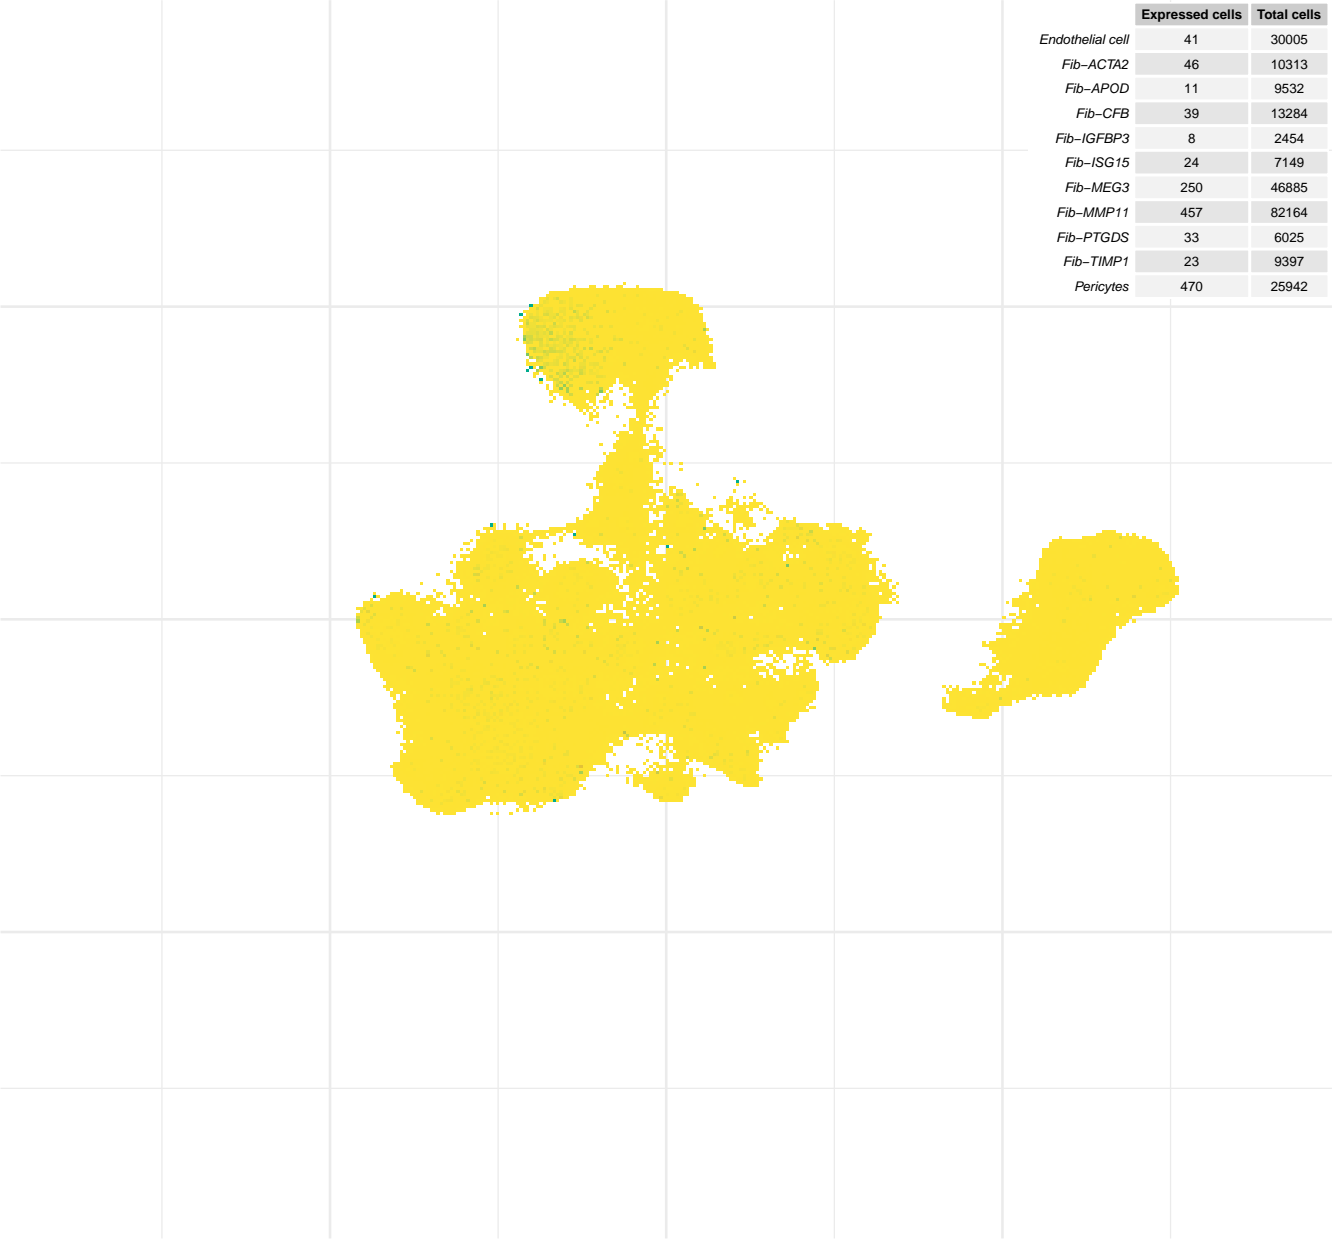 Expressed cells Total cells
Endothelial cell 41 30005
Fib−ACTA2 46 10313
Fib−APOD 11 9532
Fib−CFB 39 13284
Fib−IGFBP3 8 2454
Fib−ISG15 24 7149
Fib−MEG3 250 46885
Fib−MMP11 457 82164
Fib−PTGDS 33 6025
Fib−TIMP1 23 9397
Pericytes 470 25942